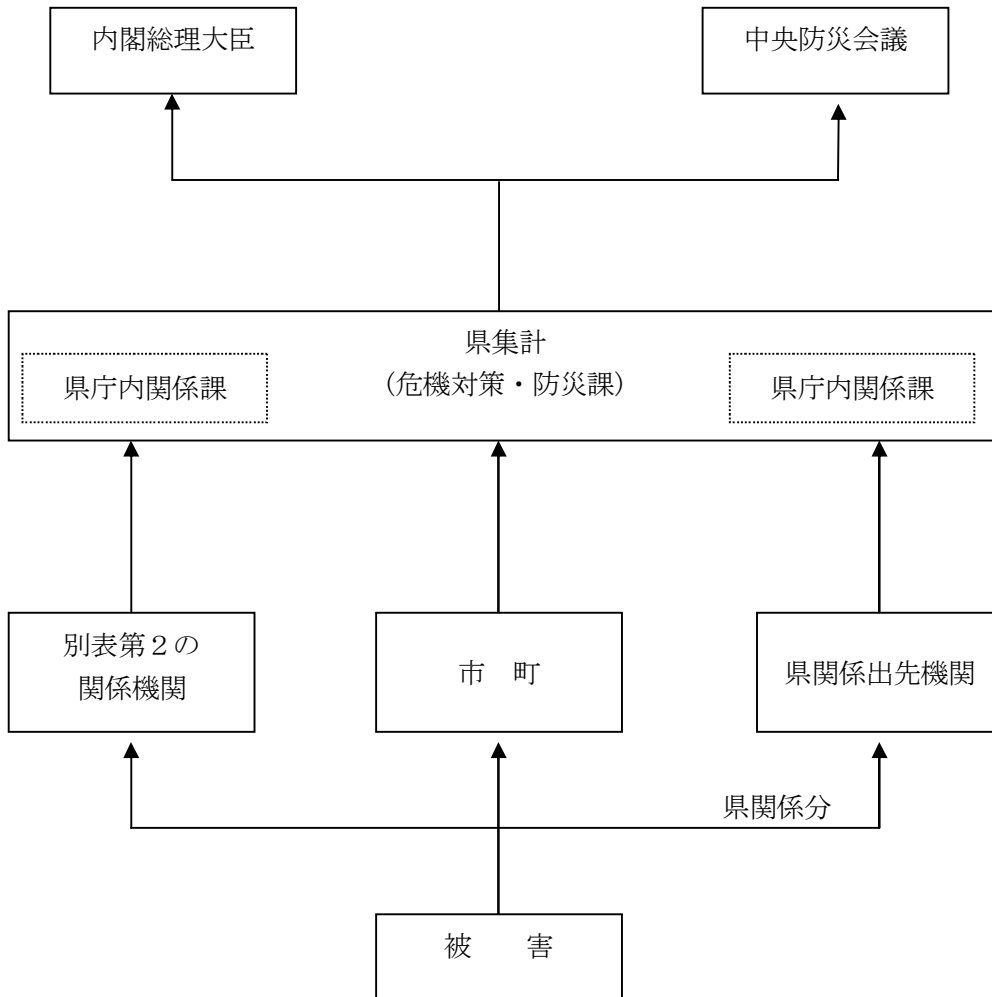 内閣総理大臣
中央防災会議
県集計
(危機対策・防災課)
県庁内関係課
県庁内関係課
別表第２の
関係機関
市　町
県関係出先機関
県関係分
被　　害